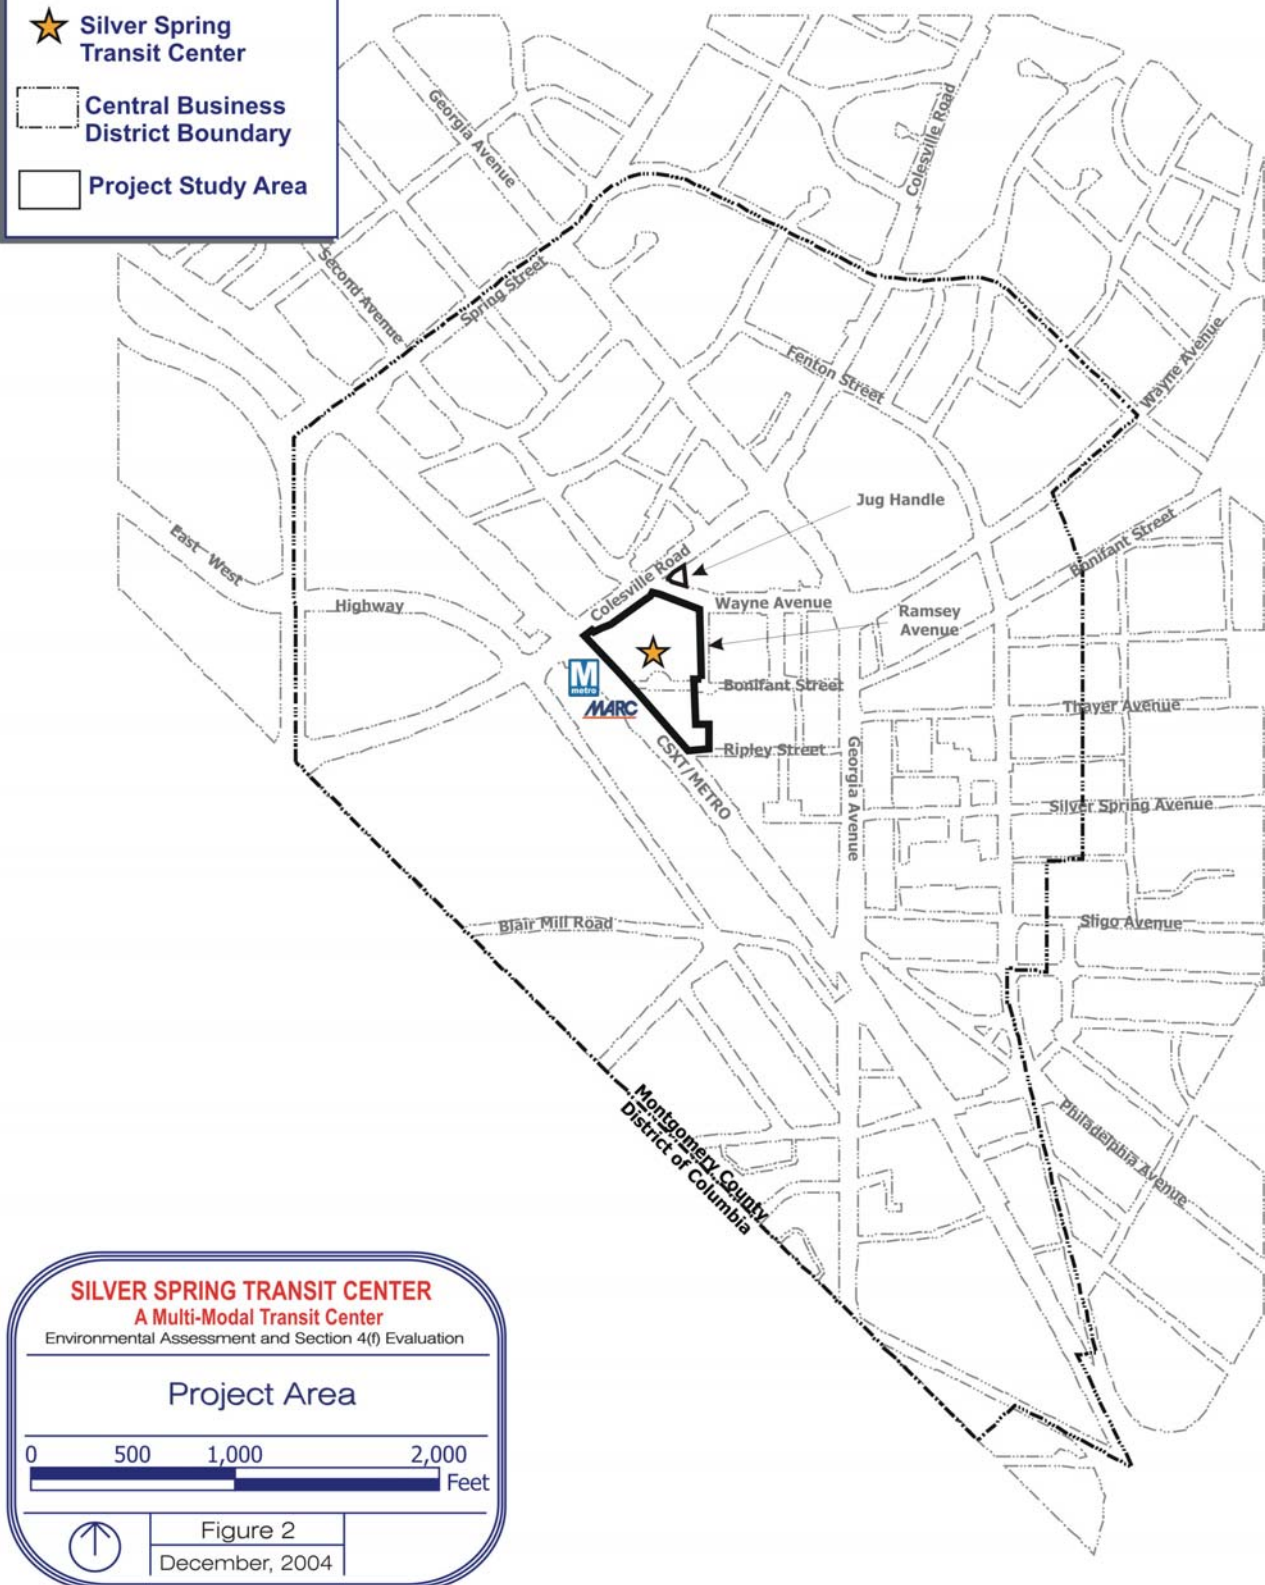 Silver Spring
Transit Center
Central Business
District Boundary
Project Study Area
Georgia Avenue
Colesville Road
Second Avenue
Spring Street
Fenton Street
Wayne Avenue
East West
Highway
Jug Handle
Colesville Road
Bonifant Street
Wayne Avenue
Ramsey
Avenue
M
metro
MARC
Bonifant Street
Thayer Avenue
Ripley Street
CSXT/METRO
Georgia Avenue
Silver Spring Avenue
Blair Mill Road
Sligo Avenue
Montgomery County
District of Columbia
Philadelphia Avenue
SILVER SPRING TRANSIT CENTER
A Multi-Modal Transit Center
Environmental Assessment and Section 4(f) Evaluation
Project Area
0 500 1,000 2,000
Feet
Figure 2
December, 2004